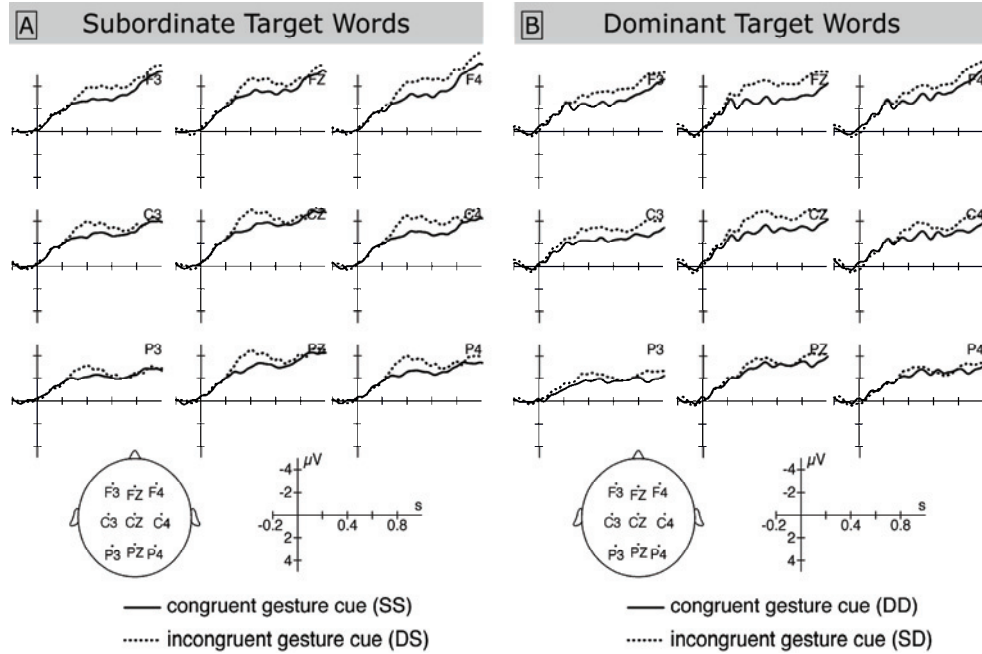 A Subordinate Target Words
B Dominant Target Words
F3 FZ F4
F3 FZ F4
C3 CZ C4
C3 CZ C4
P3 PZ P4
P3 PZ P4
µV
-4
-2
F3 FZ F4
C3 CZ C4
P3 PZ P4
s
-0.2 0.4 0.8
2
4
µV
-4
-2
F3 FZ F4
C3 CZ C4
P3 PZ P4
s
-0.2 0.4 0.8
2
4
congruent gesture cue (SS)
incongruent gesture cue (DS)
congruent gesture cue (DD)
incongruent gesture cue (SD)